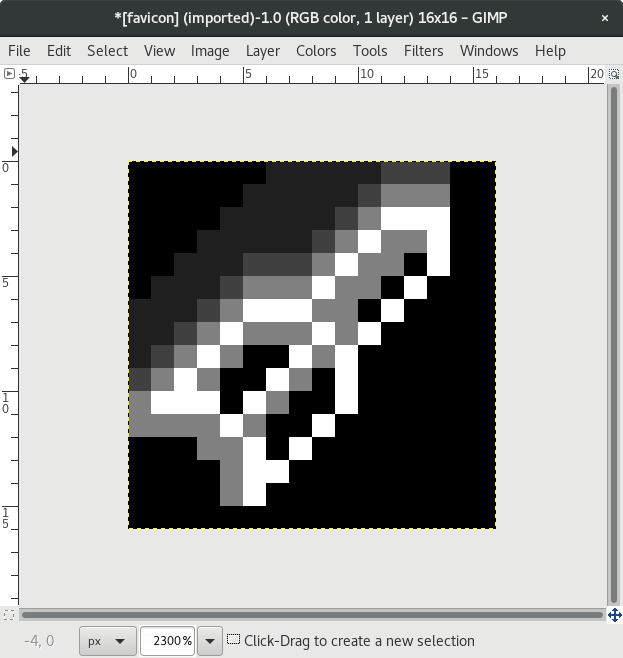 *[favicon] (imported)-1.0 (RGB color, 1 layer) 16x16 – GIMP ×
File Edit Select View Image Layer Colors Tools Filters Windows Help
-5 0 5 10 15 20
0
5
10
15
-4, 0 px 2300% Click-Drag to create a new selection